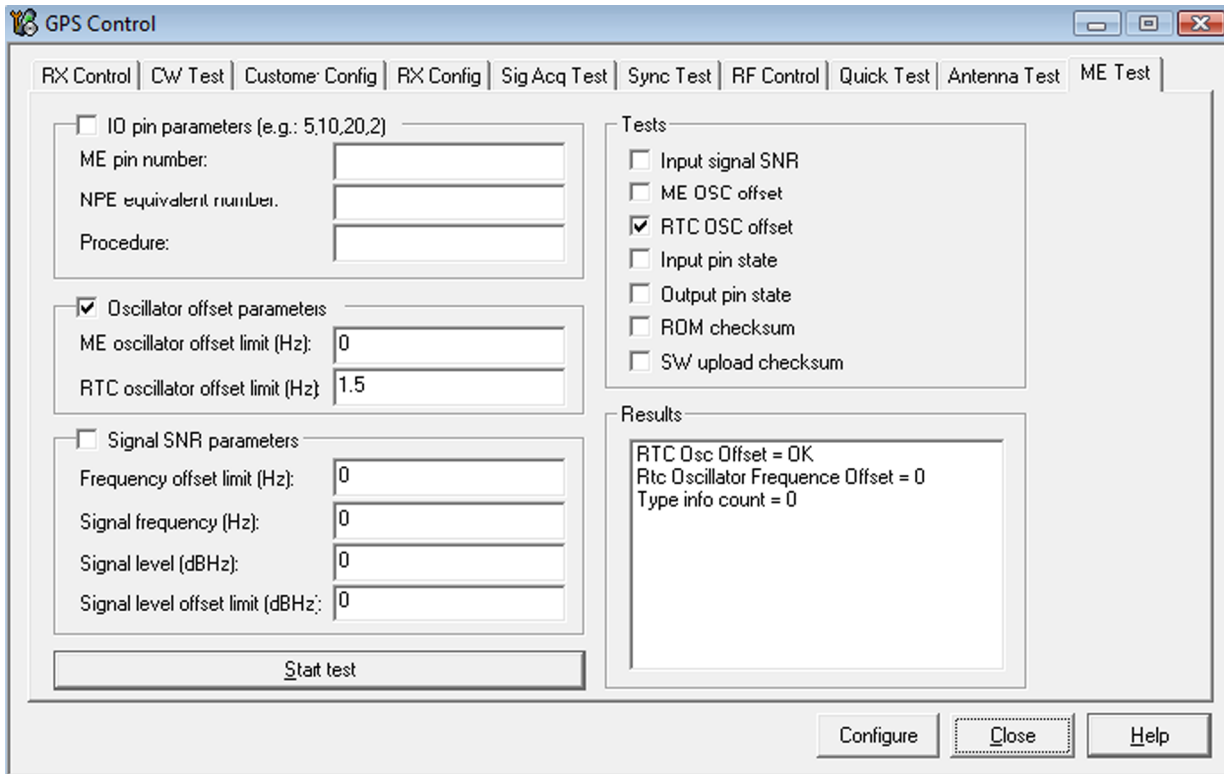 GPS Control
RX Control CW Test Customer Config RX Config Sig Acq Test Sync Test RF Control Quick Test Antenna Test ME Test
IO pin parameters (e.g.: 5,10,20,2)
ME pin number:
NPE equivalent number:
Procedure:
Oscillator offset parameters
ME oscillator offset limit (Hz): 0
RTC oscillator offset limit (Hz): 1.5
Signal SNR parameters
Frequency offset limit (Hz): 0
Signal frequency (Hz): 0
Signal level (dBHz): 0
Signal level offset limit (dBHz): 0
Start test
Tests
Input signal SNR
ME OSC offset
RTC OSC offset
Input pin state
Output pin state
ROM checksum
SW upload checksum
Results
RTC Osc Offset = OK
Rtc Oscillator Frequence Offset = 0
Type info count = 0
Configure Close Help